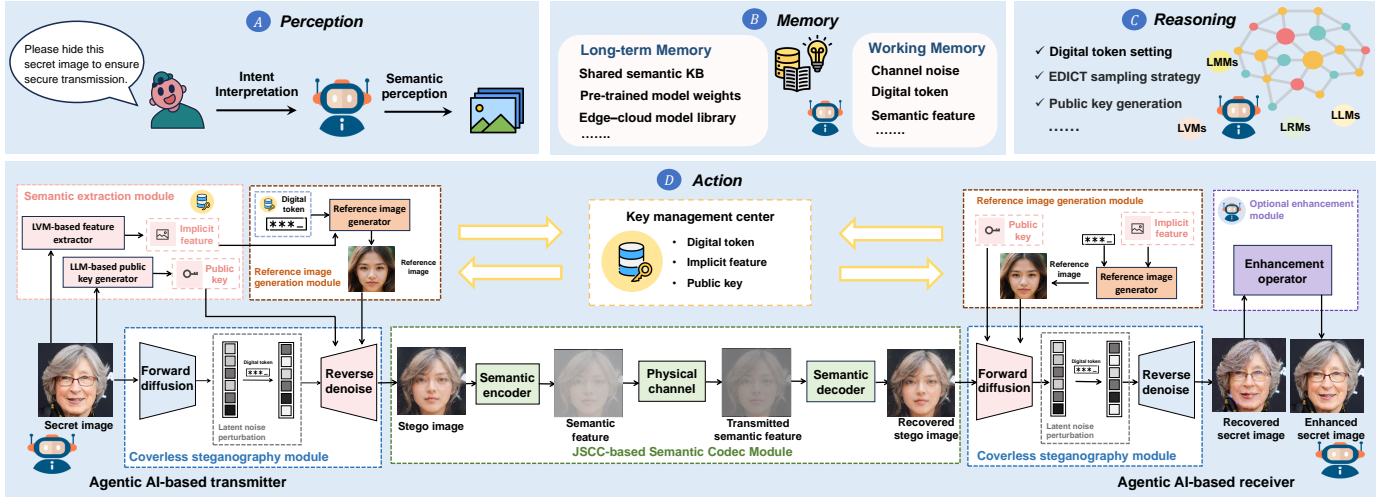 A Perception
Please hide this
secret image to ensure
secure transmission.
Intent
Interpretation
Semantic
perception
B Memory
Long-term Memory
Shared semantic KB
Pre-trained model weights
Edge–cloud model library
.......
Working Memory
Channel noise
Digital token
Semantic feature
.......
C Reasoning
✓ Digital token setting
✓ EDICT sampling strategy
✓ Public key generation
......
LMMs
LVMs
LRMs
LLMs
D Action
Semantic extraction module
LVM-based feature
extractor
Implicit
feature
LLM-based public
key generator
Public
key
Digital
token
***_
Reference image
generator
Reference
image
Reference image
generation module
Key management center
• Digital token
• Implicit feature
• Public key
Reference image generation module
Public
key
***_
Implicit
feature
Reference
image
Reference image
generator
Optional enhancement
module
Enhancement
operator
Secret image
Forward
diffusion
Digital token
***_
Latent noise
perturbation
Reverse
denoise
Coverless steganography module
Stego image
Semantic
encoder
Semantic
feature
Physical
channel
Transmitted
semantic feature
Semantic
decoder
Recovered
stego image
JSCC-based Semantic Codec Module
Forward
diffusion
Digital token
***_
Latent noise
perturbation
Reverse
denoise
Coverless steganography module
Recovered
secret image
Enhanced
secret image
Agentic AI-based transmitter
Agentic AI-based receiver